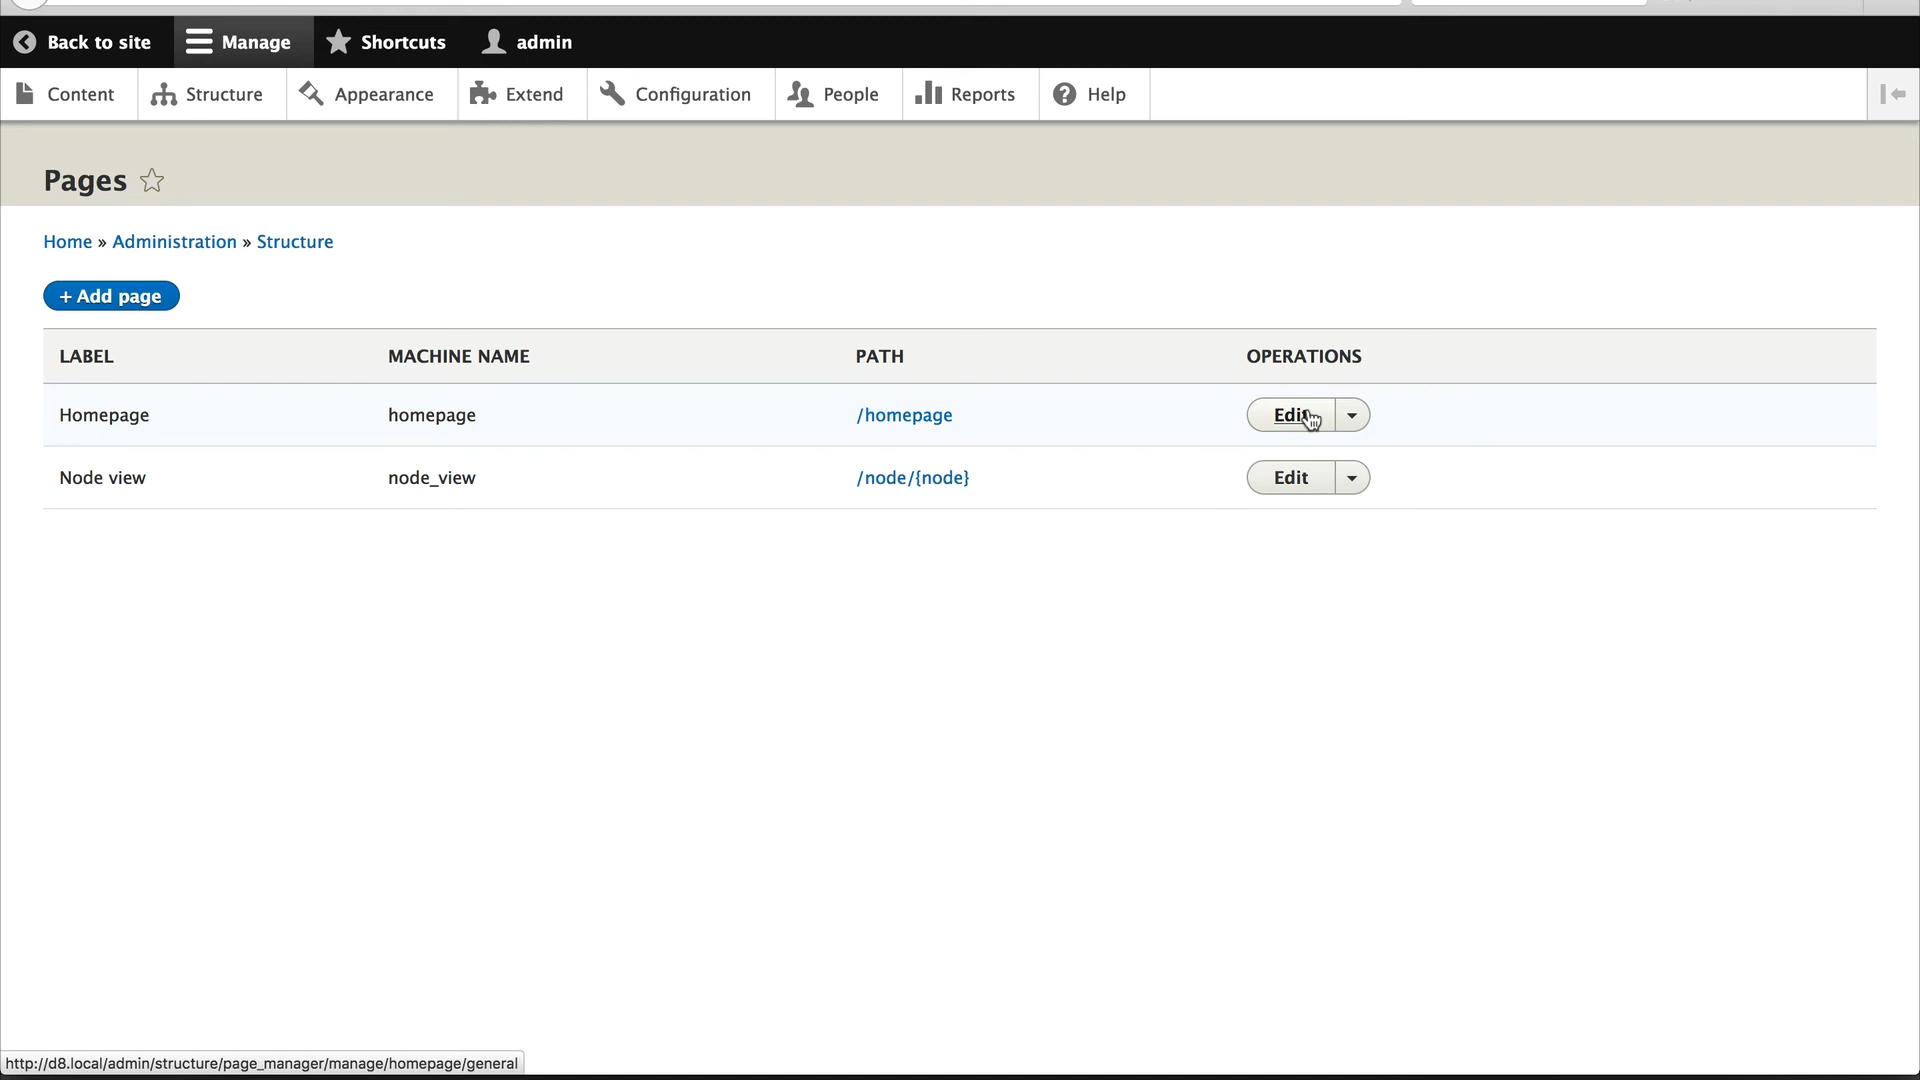 Back to site Manage Shortcuts admin
Content Structure Appearance Extend Configuration People Reports Help
Pages
Home » Administration » Structure
+ Add page
LABEL MACHINE NAME PATH OPERATIONS
Homepage homepage /homepage Edit
Node view node_view /node/{node} Edit
http://d8.local/admin/structure/page_manager/manage/homepage/general